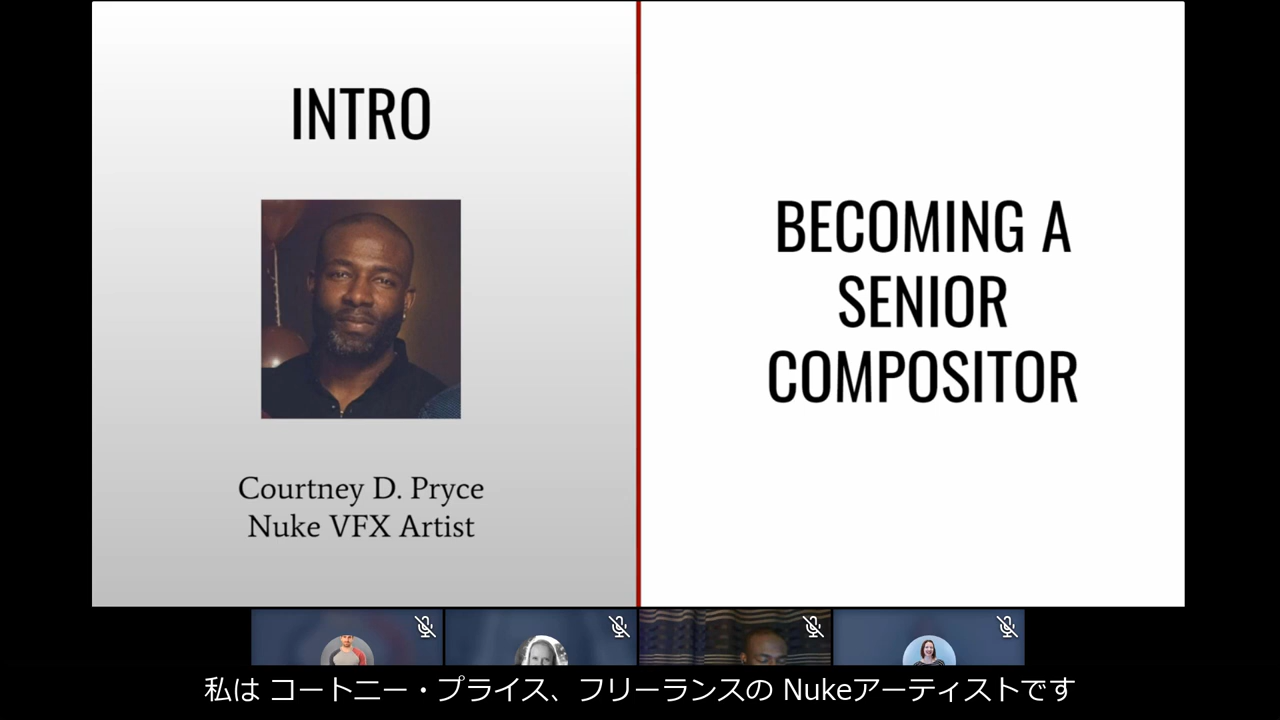 INTRO
Courtney D. Pryce
Nuke VFX Artist
BECOMING A
SENIOR
COMPOSITOR
私は コートニー・プライス、フリーランスの Nukeアーティストです